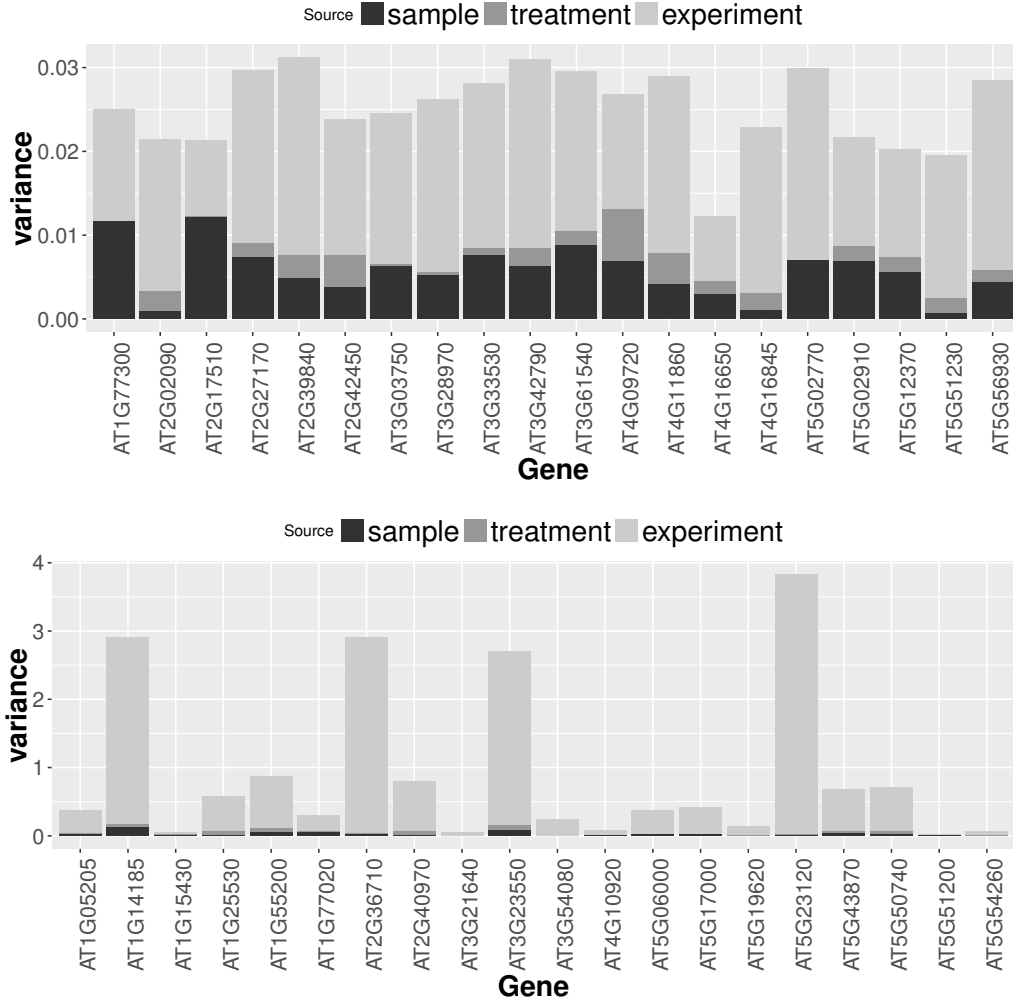 Source sample treatment experiment
0.03
0.02
0.01
0.00
variance
AT1G77300
AT2G02090
AT2G17510
AT2G27170
AT2G39840
AT2G42450
AT3G03750
AT3G28970
AT3G33530
AT3G42790
AT3G61540
AT4G09720
AT4G11860
AT4G16650
AT4G16845
AT5G02770
AT5G02910
AT5G12370
AT5G51230
AT5G56930
Gene
Source sample treatment experiment
4
3
2
1
0
variance
AT1G05205
AT1G14185
AT1G15430
AT1G25530
AT1G55200
AT1G77020
AT2G36710
AT2G40970
AT3G21640
AT3G23550
AT3G54080
AT4G10920
AT5G06000
AT5G17000
AT5G19620
AT5G23120
AT5G43870
AT5G50740
AT5G51200
AT5G54260
Gene